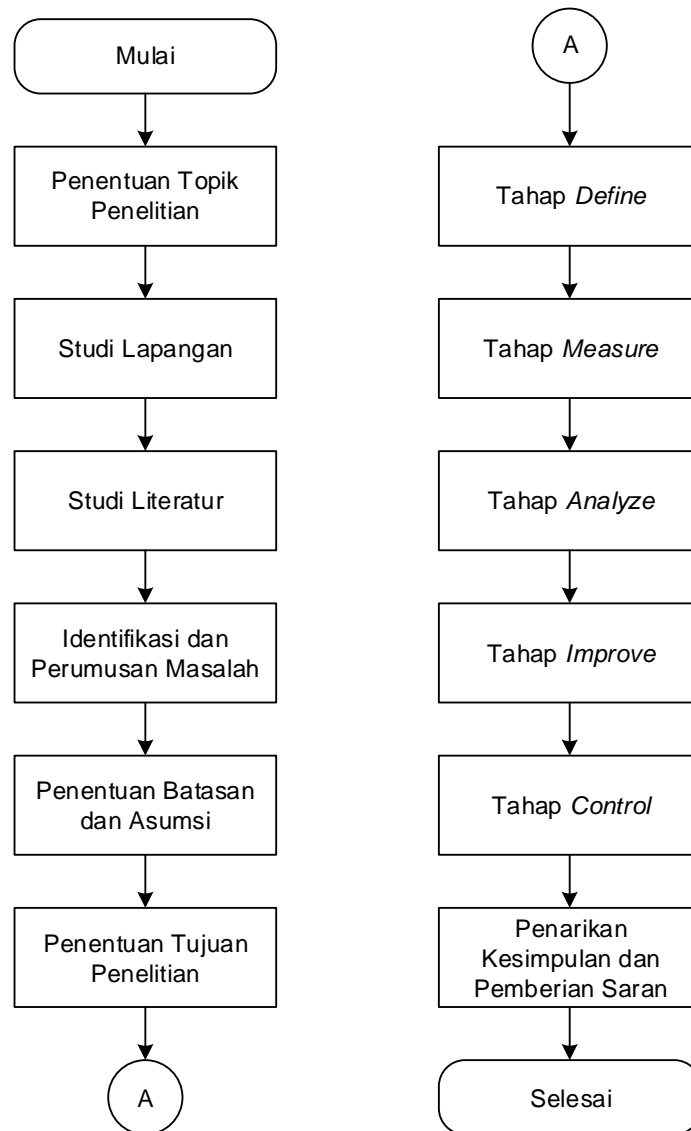 Mulai
Penentuan Topik
Penelitian
Studi Lapangan
Studi Literatur
Identifikasi dan
Perumusan Masalah
Penentuan Batasan
dan Asumsi
Penentuan Tujuan
Penelitian
A
A
Tahap Define
Tahap Measure
Tahap Analyze
Tahap Improve
Tahap Control
Penarikan
Kesimpulan dan
Pemberian Saran
Selesai